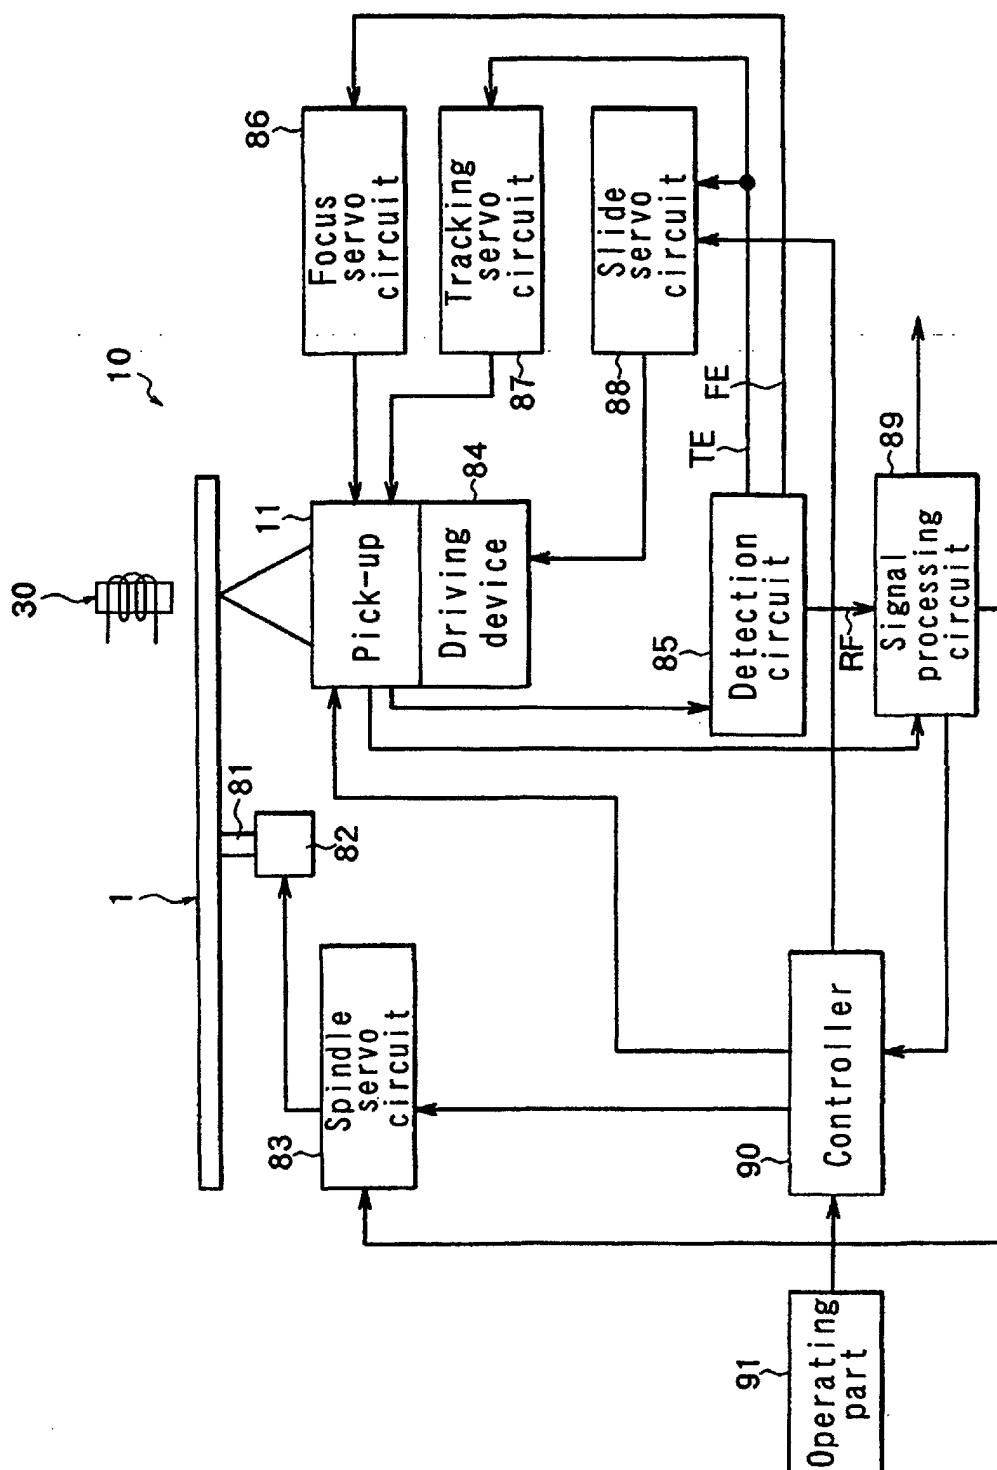 30
10
1
81
82
11
Pick-up
84
Driving
device
86
Focus
servo
circuit
Tracking
servo
circuit
87
Slide
servo
circuit
88
83
Spindle
servo
circuit
TE
FE
85
Detection
circuit
RF
89
Signal
processing
circuit
90
Controller
91
Operating
part